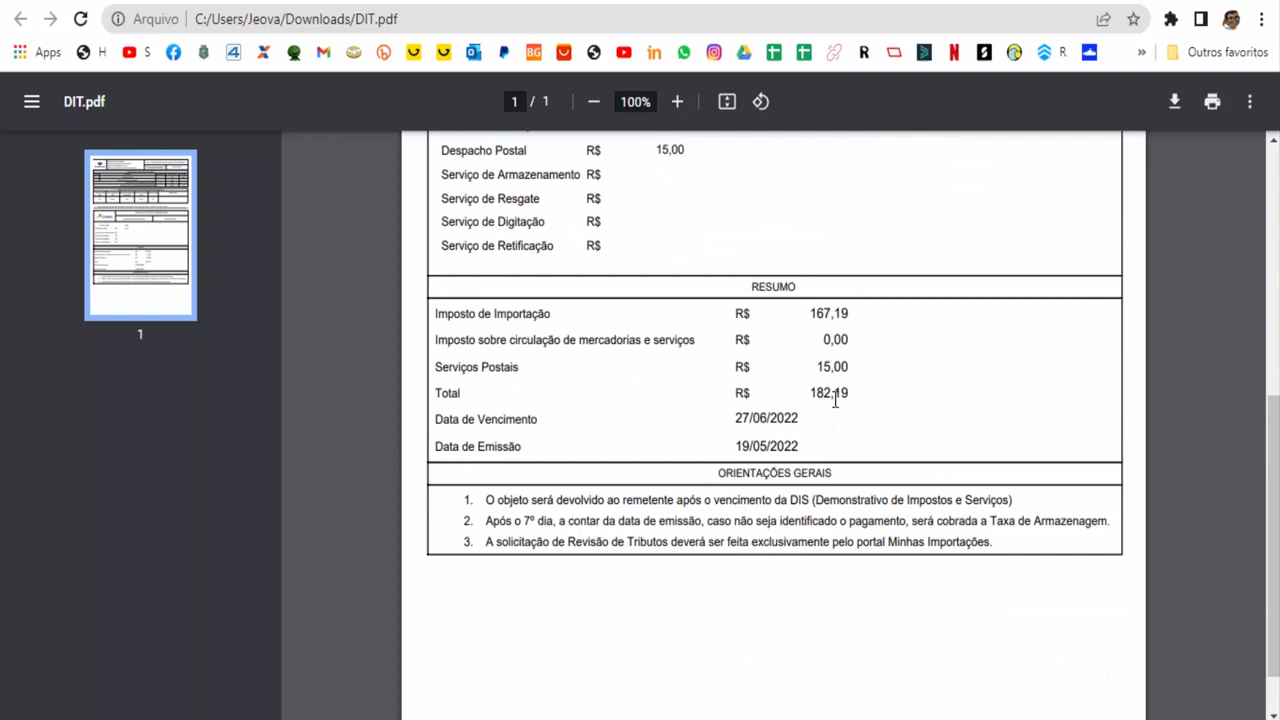 Arquivo C:/Users/Jeova/Downloads/DIT.pdf
Apps H S R Outros favoritos
DIT.pdf 1 / 1 100%
Despacho Postal R$ 15,00
Serviço de Armazenamento R$
Serviço de Resgate R$
Serviço de Digitação R$
Serviço de Retificação R$
RESUMO
Imposto de Importação R$ 167,19
Imposto sobre circulação de mercadorias e serviços R$ 0,00
Serviços Postais R$ 15,00
Total R$ 182,19
Data de Vencimento 27/06/2022
Data de Emissão 19/05/2022
ORIENTAÇÕES GERAIS
1. O objeto será devolvido ao remetente após o vencimento da DIS (Demonstrativo de Impostos e Serviços)
2. Após o 7º dia, a contar da data de emissão, caso não seja identificado o pagamento, será cobrada a Taxa de Armazenagem.
3. A solicitação de Revisão de Tributos deverá ser feita exclusivamente pelo portal Minhas Importações.
1